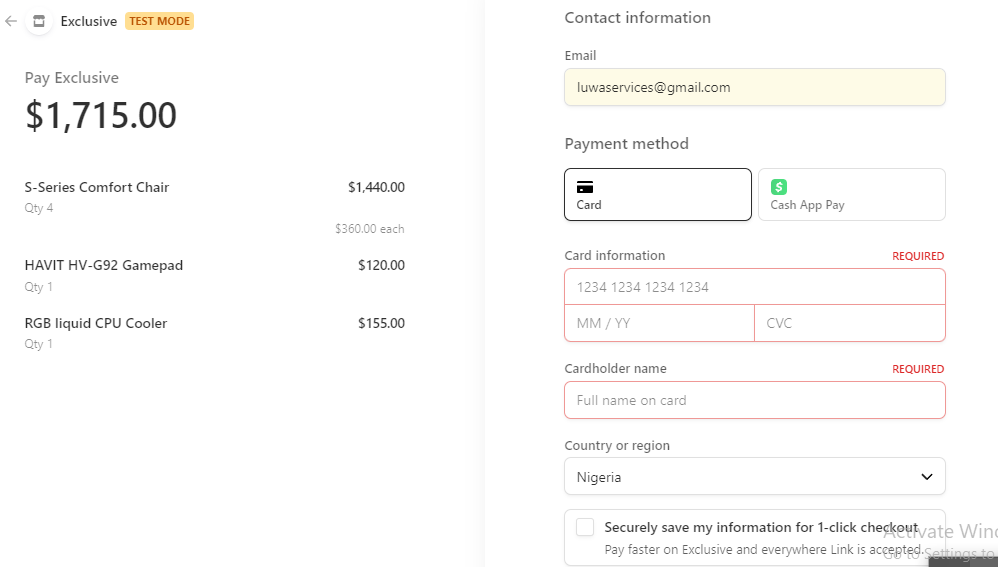 Exclusive TEST MODE
Pay Exclusive
$1,715.00
S-Series Comfort Chair $1,440.00
Qty 4
$360.00 each
HAVIT HV-G92 Gamepad $120.00
Qty 1
RGB liquid CPU Cooler $155.00
Qty 1
Contact information
Email
luwaservices@gmail.com
Payment method
Card
Cash App Pay
Card information REQUIRED
1234 1234 1234 1234
MM / YY CVC
Cardholder name REQUIRED
Full name on card
Country or region
Nigeria
Securely save my information for 1-click checkout
Pay faster on Exclusive and everywhere Link is accepted.
Activate Wind
Go to Settings to